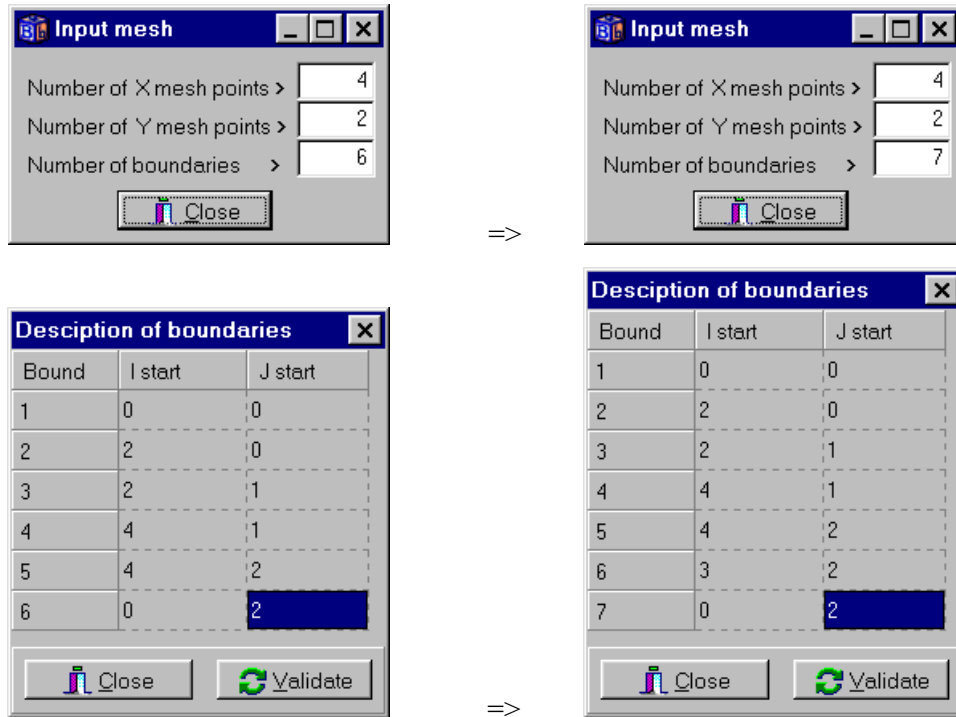 Input mesh
Number of X mesh points > 4
Number of Y mesh points > 2
Number of boundaries > 6
Close
=>
Input mesh
Number of X mesh points > 4
Number of Y mesh points > 2
Number of boundaries > 7
Close
Desciption of boundaries
Bound I start J start
1 0 0
2 2 0
3 2 1
4 4 1
5 4 2
6 0 2
Close Validate
=>
Desciption of boundaries
Bound I start J start
1 0 0
2 2 0
3 2 1
4 4 1
5 4 2
6 3 2
7 0 2
Close Validate